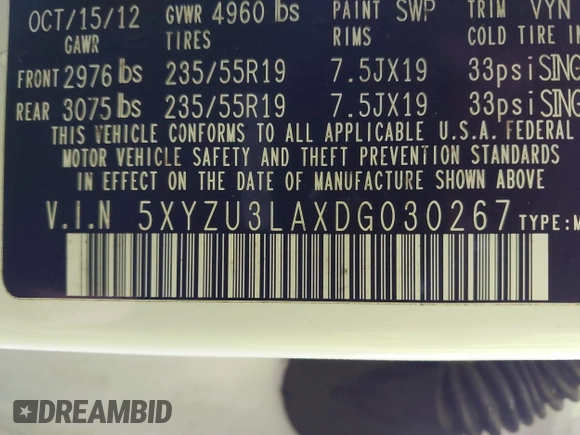 OCT/15/12 GVWR 4960 lbs PAINT SWP TRIM VYN
GAWR TIRES RIMS COLD TIRE IN
FRONT 2976 lbs 235/55R19 7.5JX19 33psi SING
REAR 3075 lbs 235/55R19 7.5JX19 33psi SING
THIS VEHICLE CONFORMS TO ALL APPLICABLE U.S.A. FEDERAL
MOTOR VEHICLE SAFETY AND THEFT PREVENTION STANDARDS
IN EFFECT ON THE DATE OF MANUFACTURE SHOWN ABOVE
V.I.N 5XYZU3LAXDG030267 TYPE:M
DREAMBID